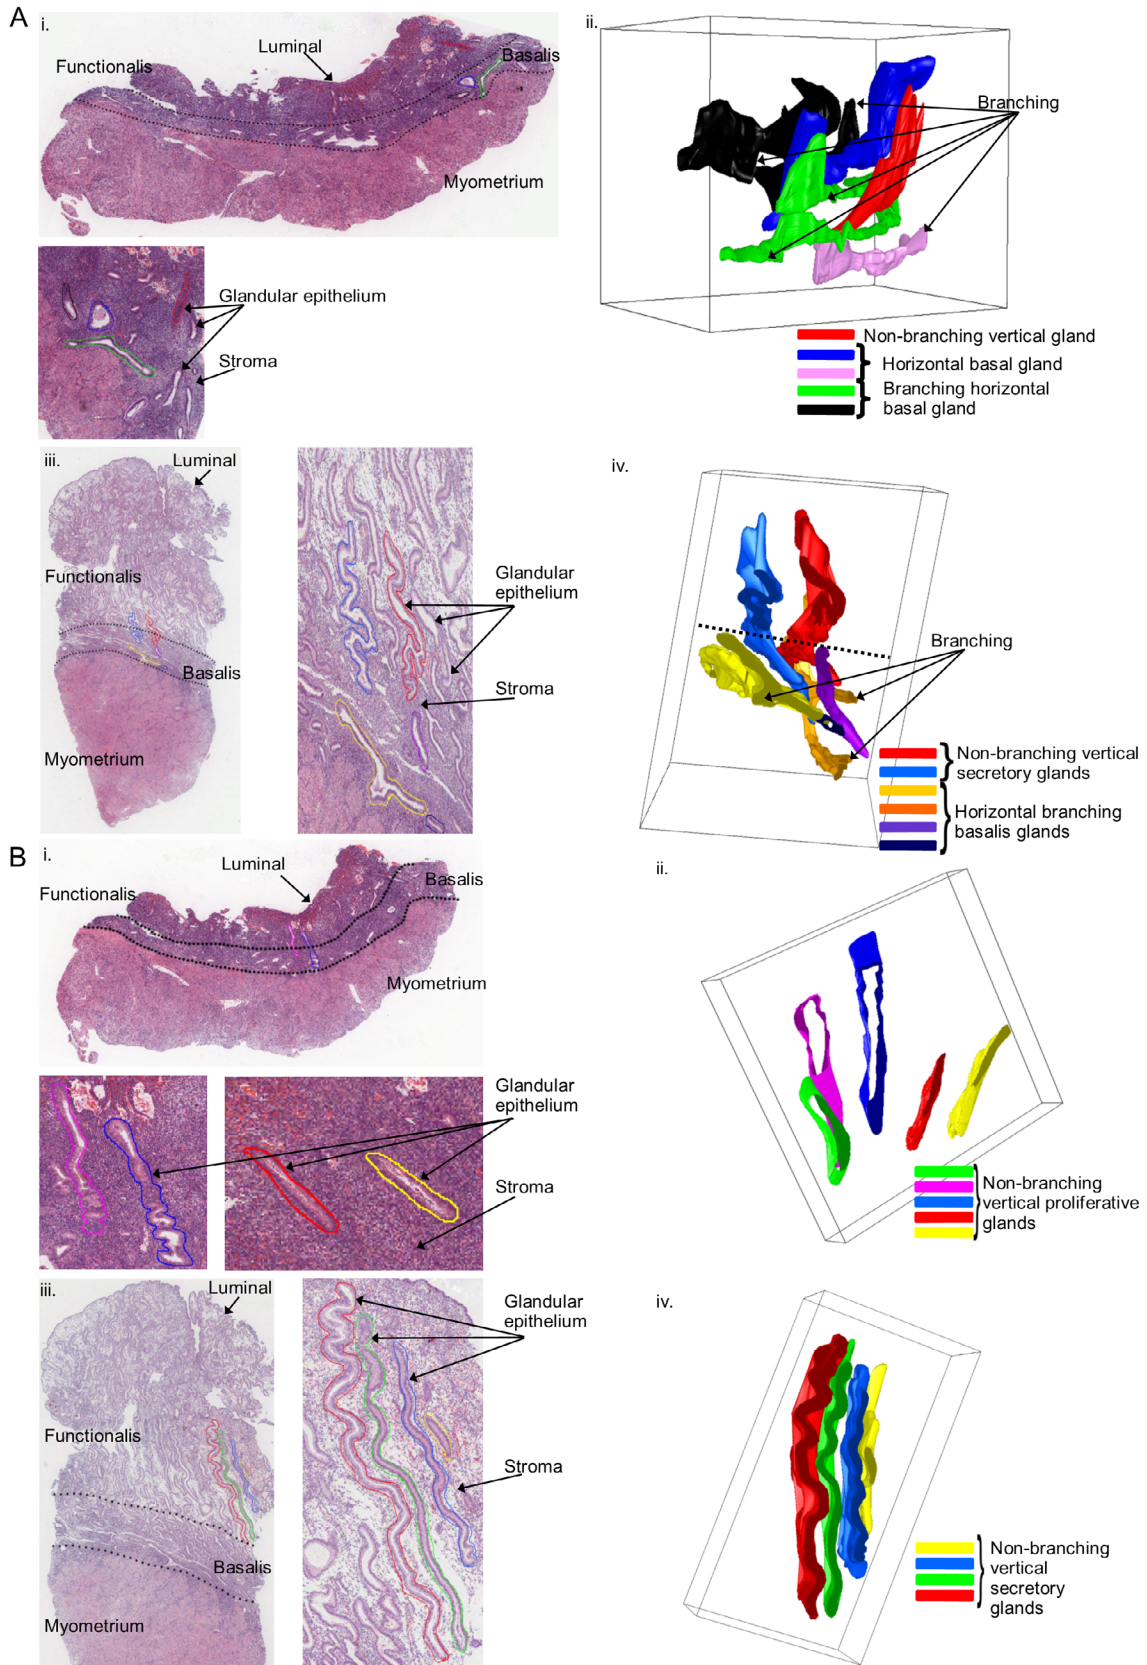 A
i.
Luminal
Functionalis
Basalis
Myometrium
Glandular epithelium
Stroma
ii.
Branching
Non-branching vertical gland
Horizontal basal gland
Branching horizontal
basal gland
iii.
Luminal
Functionalis
Basalis
Myometrium
Glandular
epithelium
Stroma
iv.
Branching
Non-branching vertical
secretory glands
Horizontal branching
basalis glands
B
i.
Luminal
Functionalis
Basalis
Myometrium
Glandular
epithelium
Stroma
ii.
Non-branching
vertical proliferative
glands
iii.
Luminal
Functionalis
Basalis
Myometrium
Glandular
epithelium
Stroma
iv.
Non-branching
vertical
secretory
glands